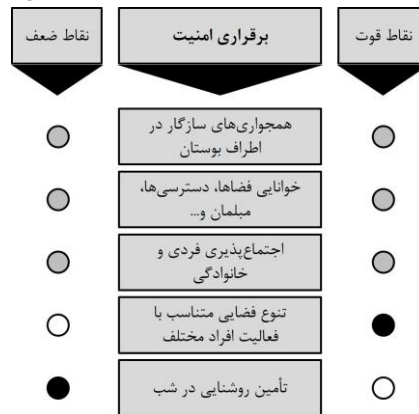 نقاط قوت
برقراری امنیت
نقاط ضعف
همجواری‌های سازگار در
اطراف بوستان
خوانایی فضاها، دسترسی‌ها،
مبلمان و...
اجتماع‌پذیری فردی و
خانوادگی
تنوع فضایی متناسب با
فعالیت افراد مختلف
تأمین روشنایی در شب